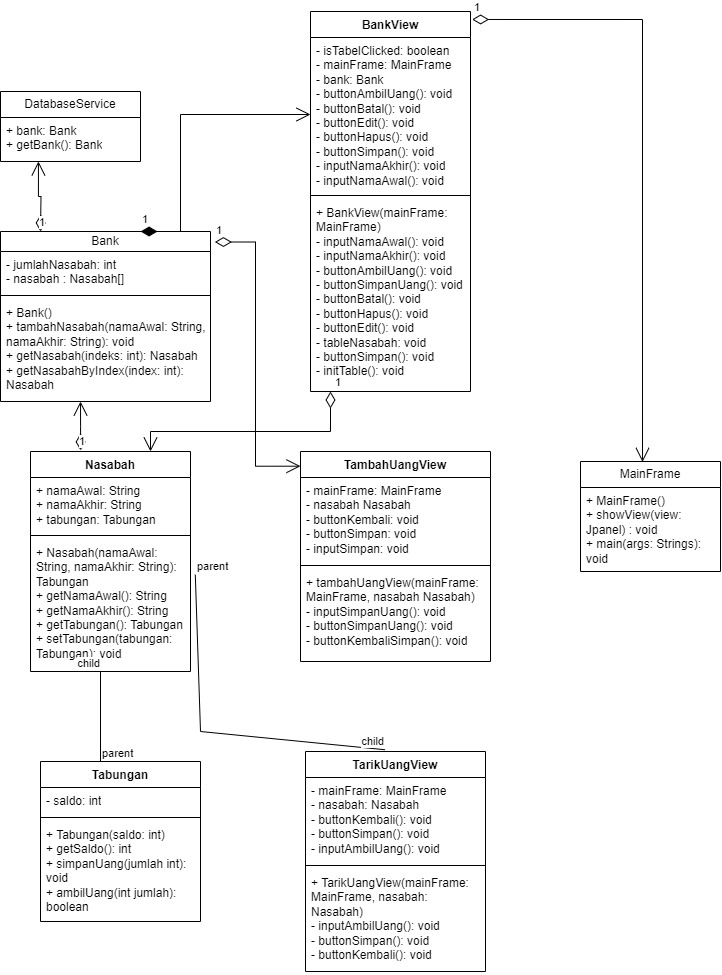 1
BankView
- isTabelClicked: boolean
- mainFrame: MainFrame
- bank: Bank
- buttonAmbilUang(): void
- buttonBatal(): void
- buttonEdit(): void
- buttonHapus(): void
- buttonSimpan(): void
- inputNamaAkhir(): void
- inputNamaAwal(): void
+ BankView(mainFrame:
MainFrame)
- inputNamaAwal(): void
- inputNamaAkhir(): void
- buttonAmbilUang(): void
- buttonSimpanUang(): void
- buttonBatal(): void
- buttonHapus(): void
- buttonEdit(): void
- tableNasabah: void
- buttonSimpan(): void
- initTable(): void
1
DatabaseService
+ bank: Bank
+ getBank(): Bank
1
1
1
Bank
- jumlahNasabah: int
- nasabah : Nasabah[]
+ Bank()
+ tambahNasabah(namaAwal: String,
namaAkhir: String): void
+ getNasabah(indeks: int): Nasabah
+ getNasabahByIndex(index: int):
Nasabah
1
Nasabah
+ namaAwal: String
+ namaAkhir: String
+ tabungan: Tabungan
+ Nasabah(namaAwal:
String, namaAkhir: String):
Tabungan
+ getNamaAwal(): String
+ getNamaAkhir(): String
+ getTabungan(): Tabungan
+ setTabungan(tabungan:
Tabungan): void
child
parent
TambahUangView
- mainFrame: MainFrame
- nasabah Nasabah
- buttonKembali: void
- buttonSimpan: void
- inputSimpan: void
+ tambahUangView(mainFrame:
MainFrame, nasabah Nasabah)
- inputSimpanUang(): void
- buttonSimpanUang(): void
- buttonKembaliSimpan(): void
MainFrame
+ MainFrame()
+ showView(view:
Jpanel) : void
+ main(args: Strings):
void
parent
Tabungan
- saldo: int
+ Tabungan(saldo: int)
+ getSaldo(): int
+ simpanUang(jumlah int):
void
+ ambilUang(int jumlah):
boolean
child
TarikUangView
- mainFrame: MainFrame
- nasabah: Nasabah
- buttonKembali(): void
- buttonSimpan(): void
- inputAmbilUang(): void
+ TarikUangView(mainFrame:
MainFrame, nasabah:
Nasabah)
- inputAmbilUang(): void
- buttonSimpan(): void
- buttonKembali(): void